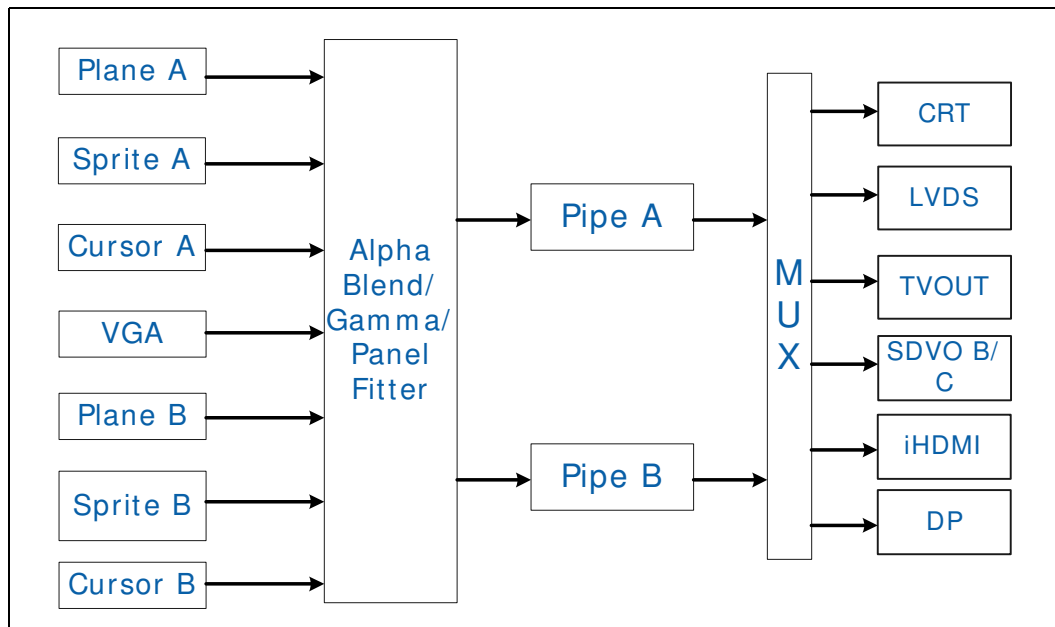 Plane A
Sprite A
Cursor A
VGA
Plane B
Sprite B
Cursor B
Alpha
Blend/
Gamma/
Panel
Fitter
Pipe A
Pipe B
M
U
X
CRT
LVDS
TVOUT
SDVO B/
C
iHDMI
DP